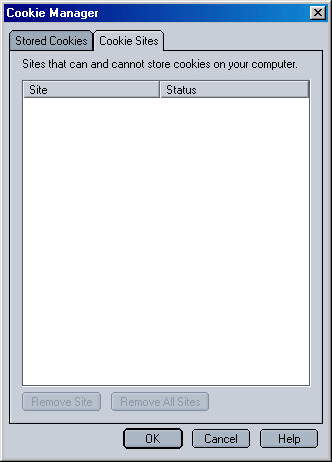 Cookie Manager
Stored Cookies Cookie Sites
Sites that can and cannot store cookies on your computer.
Site Status
Remove Site Remove All Sites
OK Cancel Help